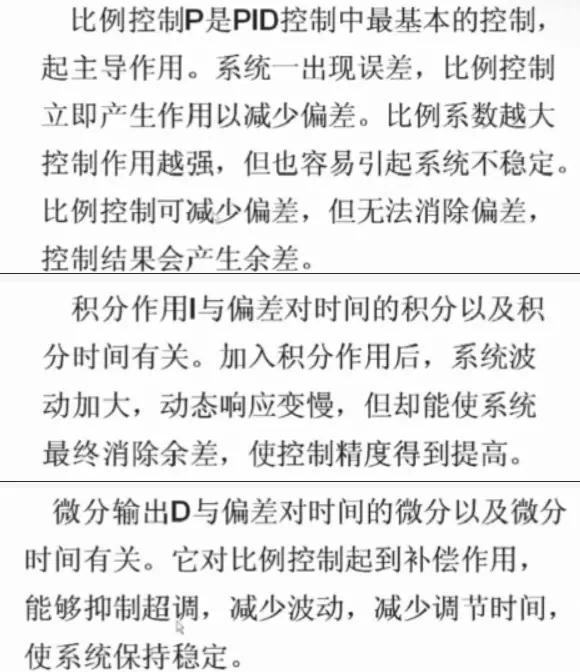 比例控制P是PID控制中最基本的控制，
起主导作用。系统一出现误差，比例控制
立即产生作用以减少偏差。比例系数越大
控制作用越强，但也容易引起系统不稳定。
比例控制可减少偏差，但无法消除偏差，
控制结果会产生余差。
积分作用I与偏差对时间的积分以及积
分时间有关。加入积分作用后，系统波
动加大，动态响应变慢，但却能使系统
最终消除余差，使控制精度得到提高。
微分输出D与偏差对时间的微分以及微分
时间有关。它对比例控制起到补偿作用，
能够抑制超调，减少波动，减少调节时间，
使系统保持稳定。